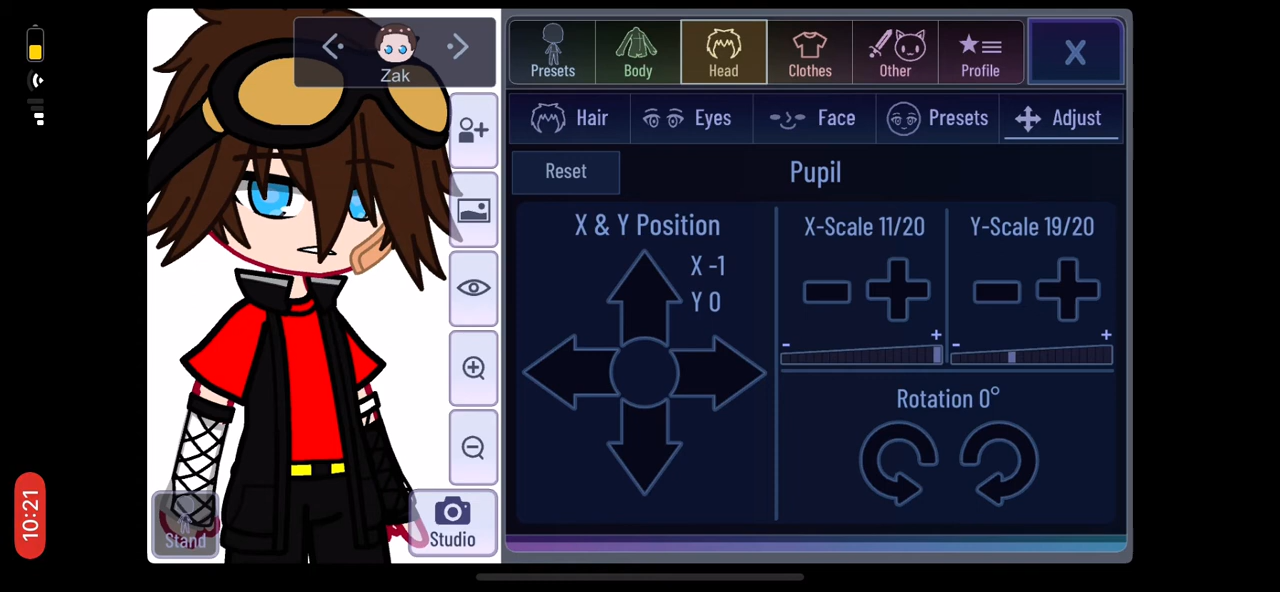 10:21
Zak
Stand
Studio
Presets Body Head Clothes Other Profile X
Hair Eyes Face Presets Adjust
Reset
Pupil
X & Y Position
X -1
Y 0
X-Scale 11/20
- +
Y-Scale 19/20
- +
Rotation 0°